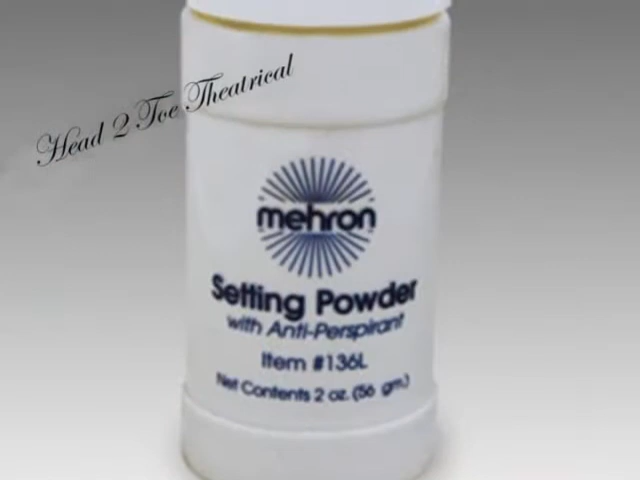 Head 2 Toe Theatrical
mehron
Setting Powder
with Anti-Perspirant
Item #136L
Net Contents 2 oz. (56 gm.)